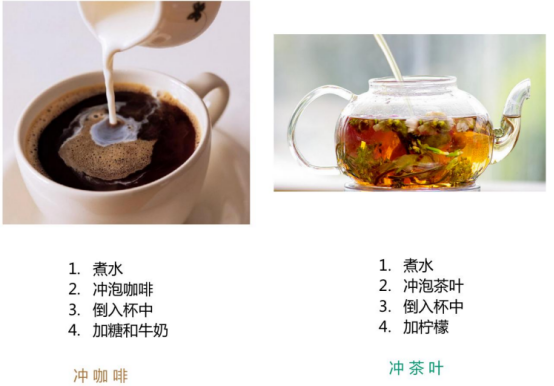 1. 煮水
2. 冲泡咖啡
3. 倒入杯中
4. 加糖和牛奶
冲咖啡
1. 煮水
2. 冲泡茶叶
3. 倒入杯中
4. 加柠檬
冲茶叶